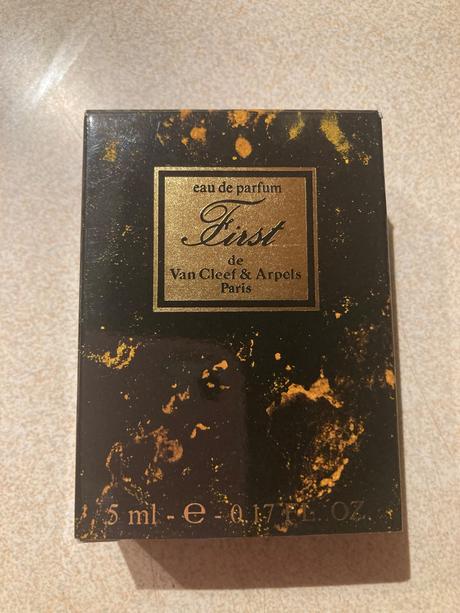 eau de parfum
First
de
Van Cleef & Arpels
Paris
5 ml - e - 0.17 FL. OZ.